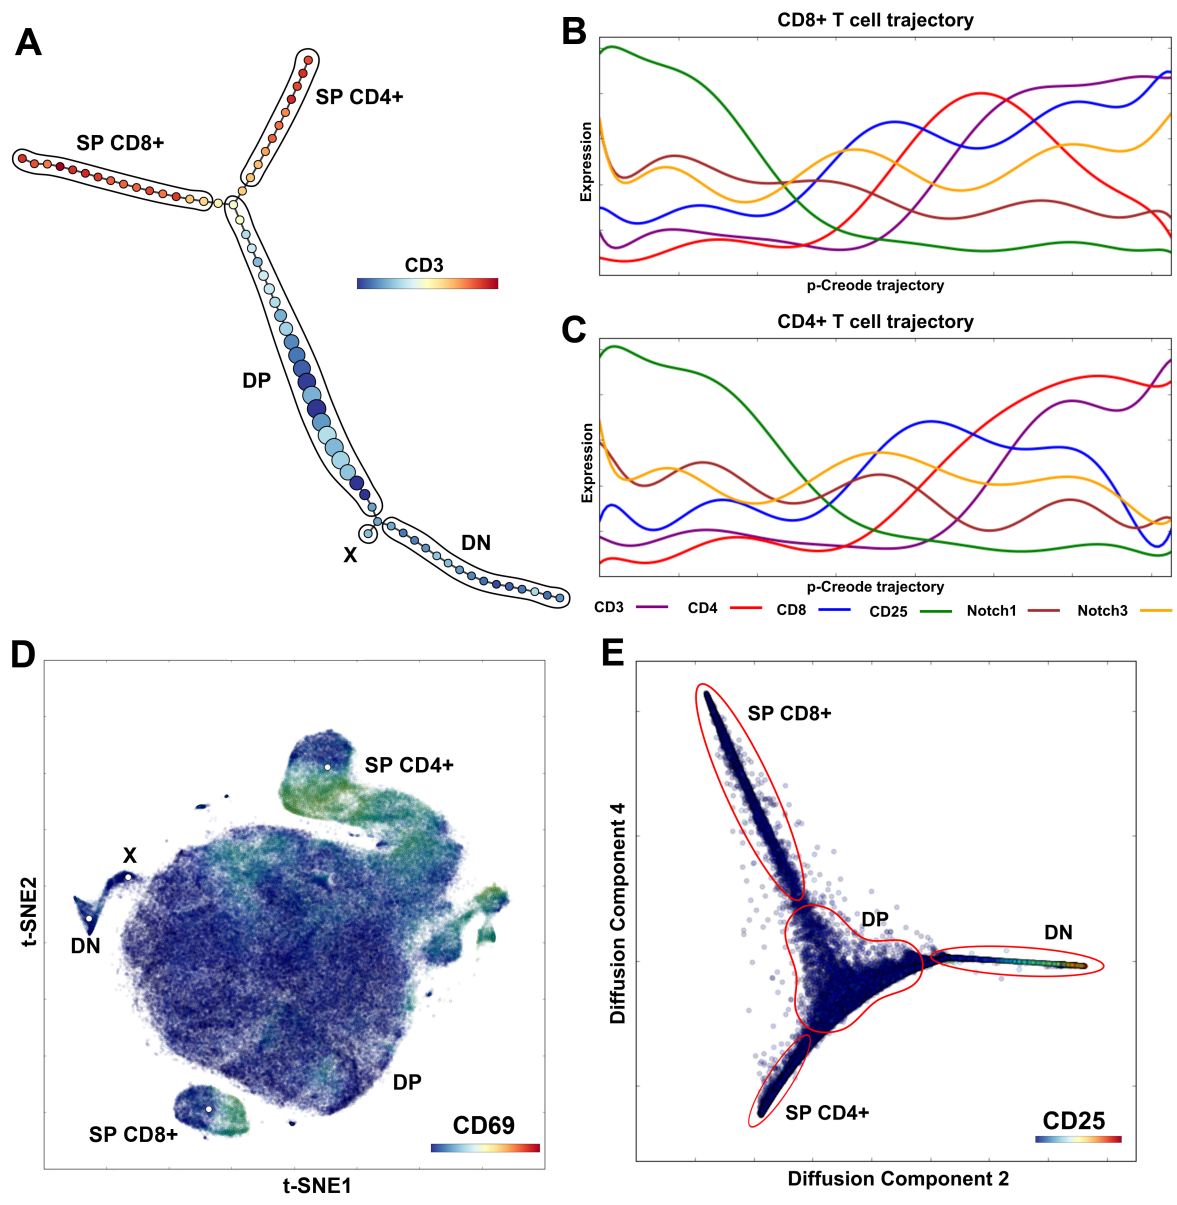 A
SP CD4+
SP CD8+
CD3
DP
X
DN
B
CD8+ T cell trajectory
Expression
p-Creode trajectory
C
CD4+ T cell trajectory
Expression
p-Creode trajectory
CD3 CD4 CD8 CD25 Notch1 Notch3
D
SP CD4+
X
DN
DP
SP CD8+
CD69
t-SNE2
t-SNE1
E
SP CD8+
DP
DN
SP CD4+
CD25
Diffusion Component 4
Diffusion Component 2